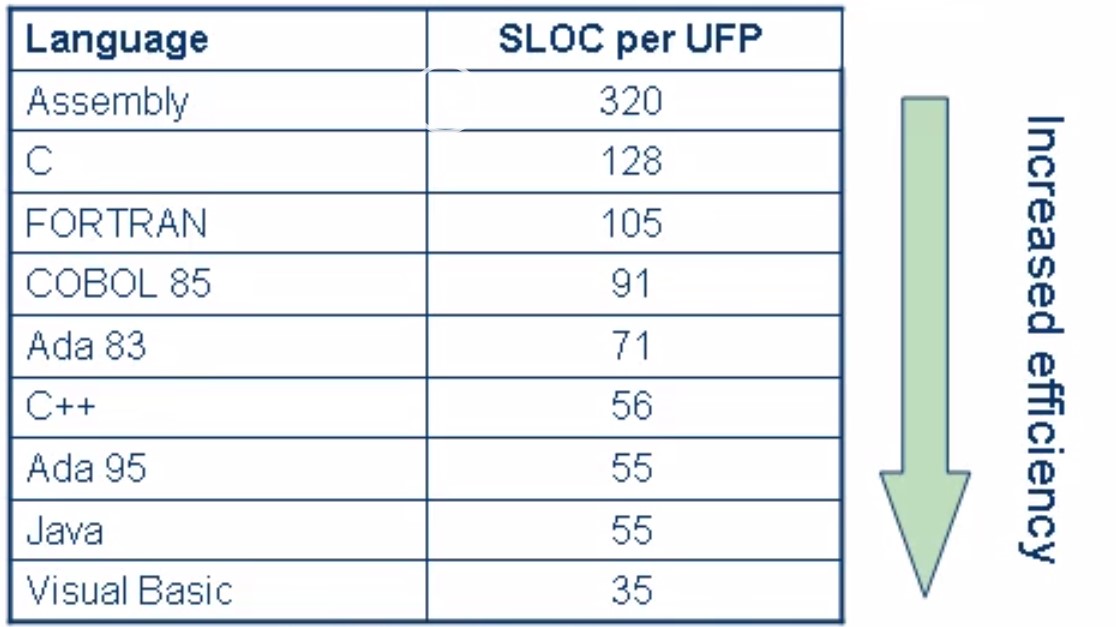 Language SLOC per UFP
Assembly 320
C 128
FORTRAN 105
COBOL 85 91
Ada 83 71
C++ 56
Ada 95 55
Java 55
Visual Basic 35
Increased efficiency